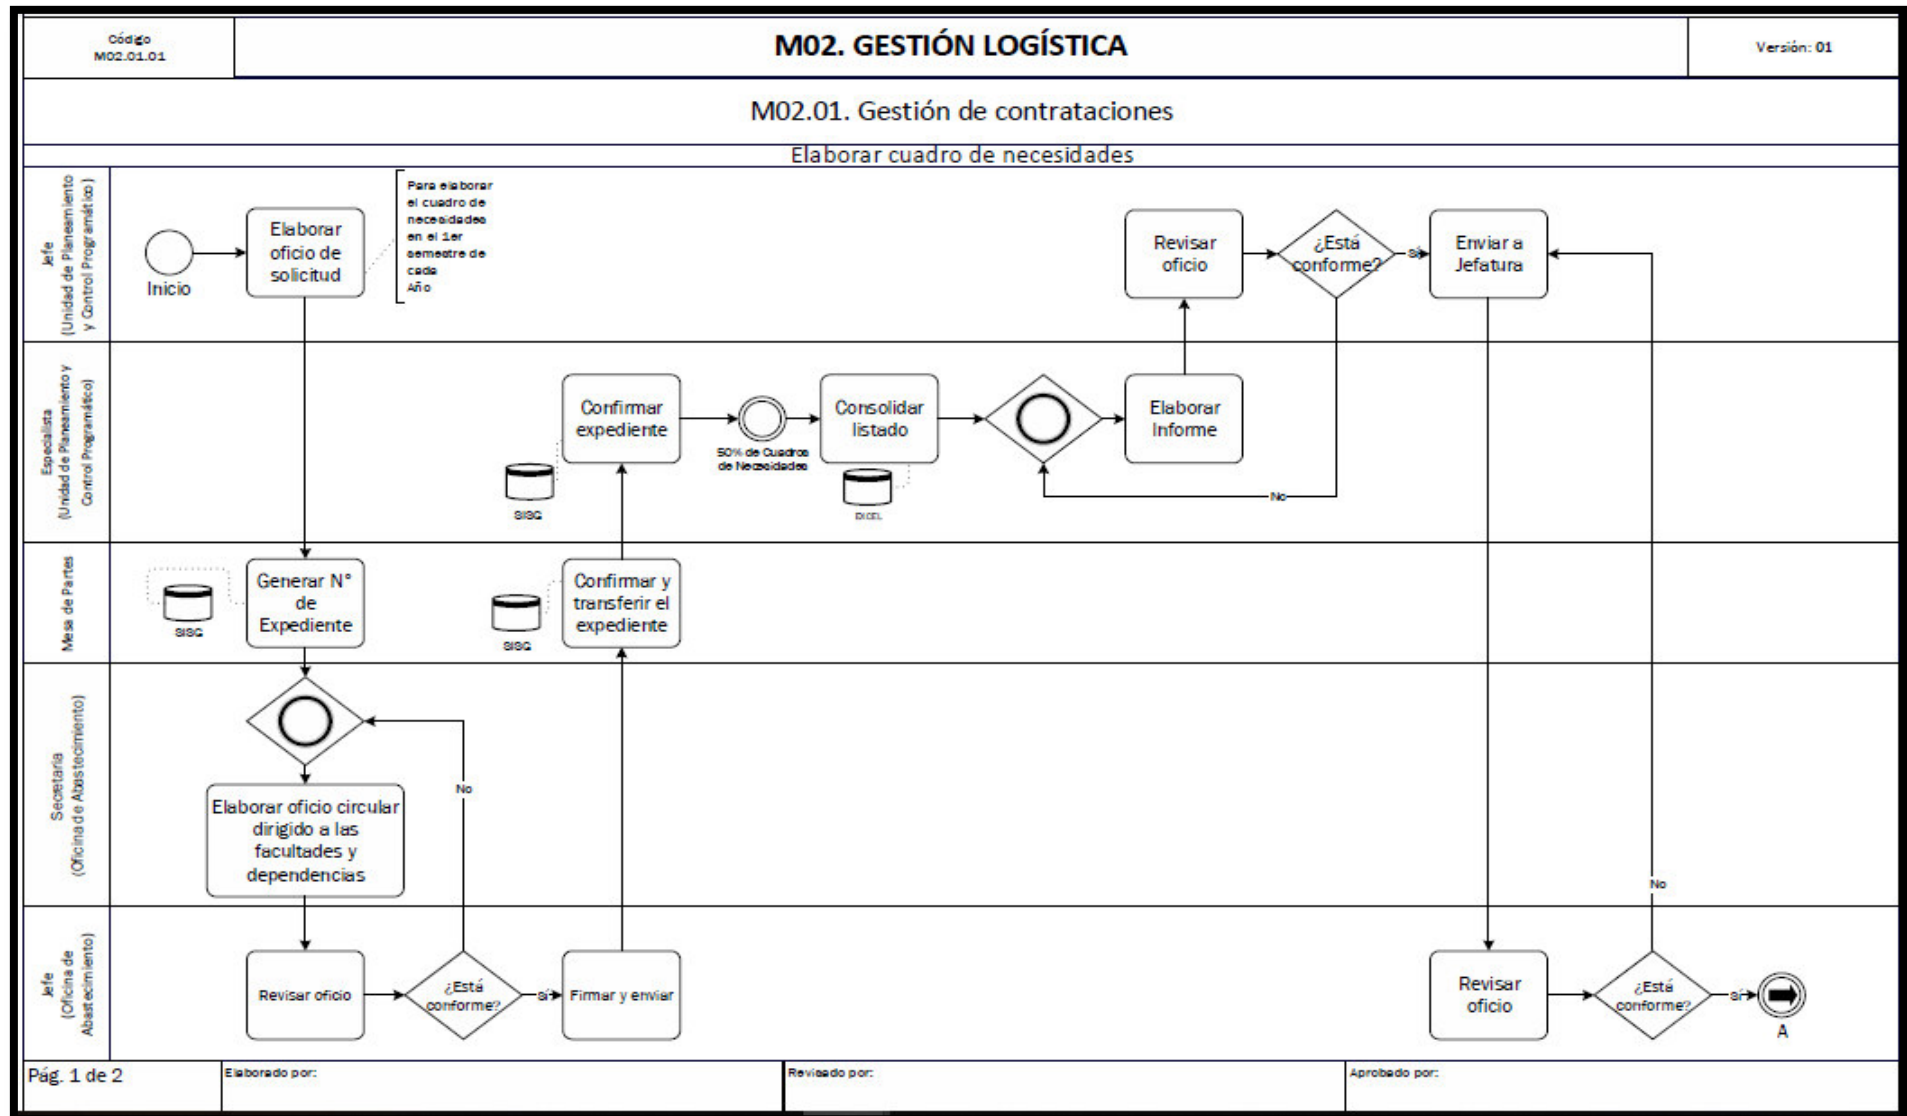 Código
M02.01.01
M02. GESTIÓN LOGÍSTICA
Versión: 01
M02.01. Gestión de contrataciones
Elaborar cuadro de necesidades
Jefe
(Unidad de Planeamiento
y Control Programático)
Inicio
Elaborar
oficio de
solicitud
Para elaborar
el cuadro de
necesidades
en el 1er
semestre de
cada
Año
Revisar
oficio
¿Está
conforme?
Sí
Enviar a
Jefatura
Especialista
(Unidad de Planeamiento y
Control Programático)
Confirmar
expediente
SISG
50% de Cuadros
de Necesidades
Consolidar
listado
Elaborar
Informe
No
Mesa de Partes
SISG
Generar N°
de
Expediente
SISG
Confirmar y
transferir el
expediente
Secretaria
(Oficina de Abastecimiento)
Elaborar oficio circular
dirigido a las
facultades y
dependencias
No
No
Jefe
(Oficina de
Abastecimiento)
Revisar oficio
¿Está
conforme?
Sí
Firmar y enviar
Revisar
oficio
¿Está
conforme?
Sí
A
Pág. 1 de 2
Elaborado por:
Revisado por:
Aprobado por: